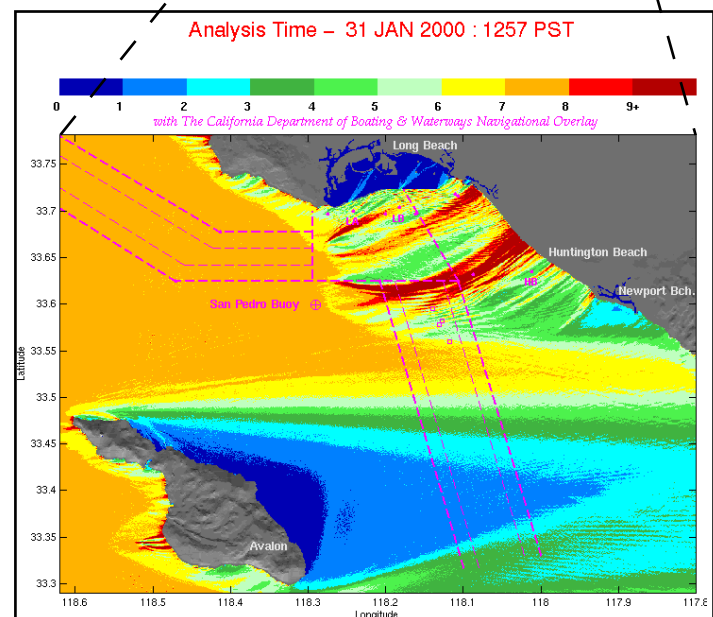 Analysis Time – 31 JAN 2000 : 1257 PST
0 1 2 3 4 5 6 7 8 9+
with The California Department of Boating & Waterways Navigational Overlay
Long Beach
33.75
LA LB
33.7
Huntington Beach
33.65
HB
Newport Bch.
San Pedro Buoy
33.6
33.55
Latitude
33.5
33.45
33.4
33.35
Avalon
33.3
118.6 118.5 118.4 118.3 118.2 118.1 118 117.9 117.8
Longitude